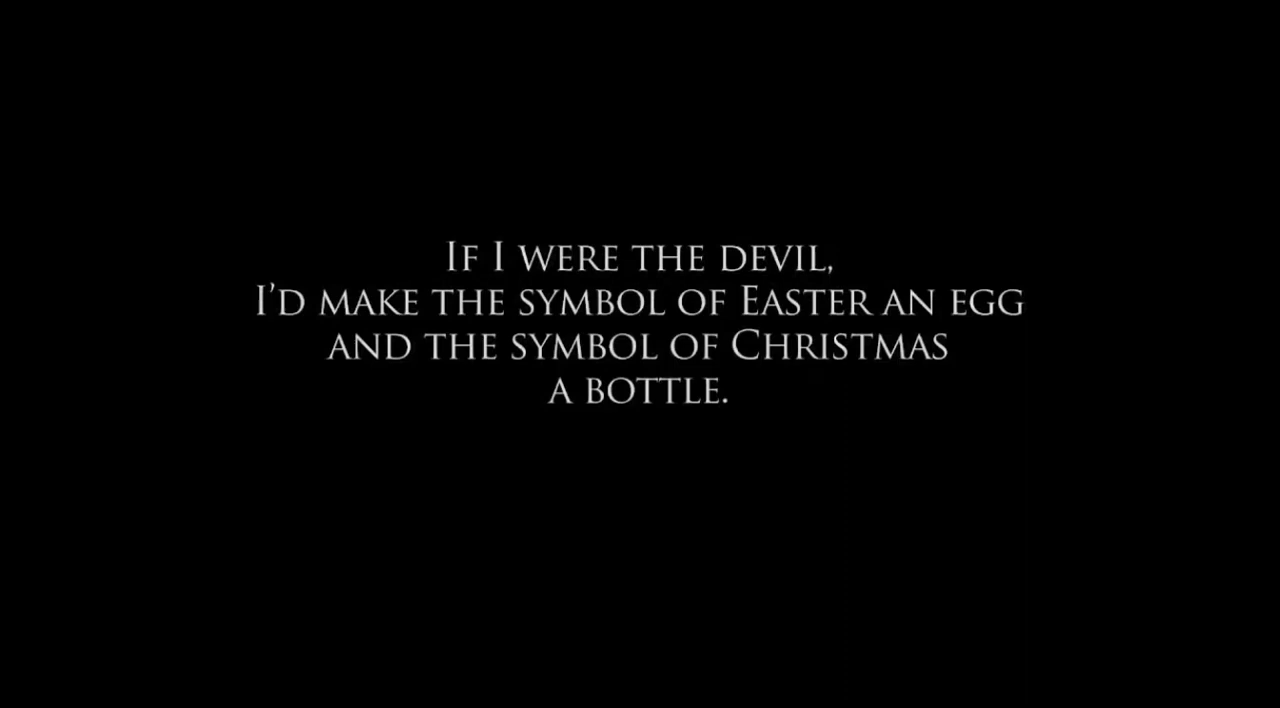 If I were the devil,
I'd make the symbol of Easter an egg
and the symbol of Christmas
a bottle.